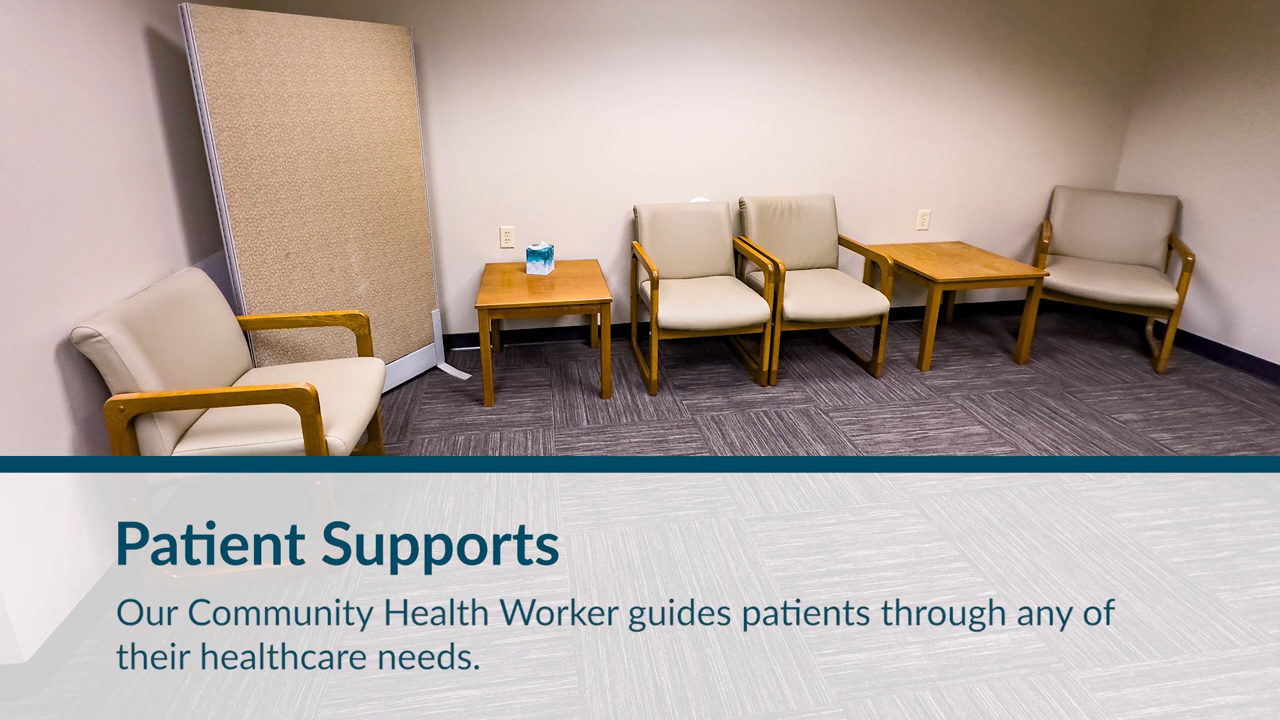 Patient Supports
Our Community Health Worker guides patients through any of
their healthcare needs.